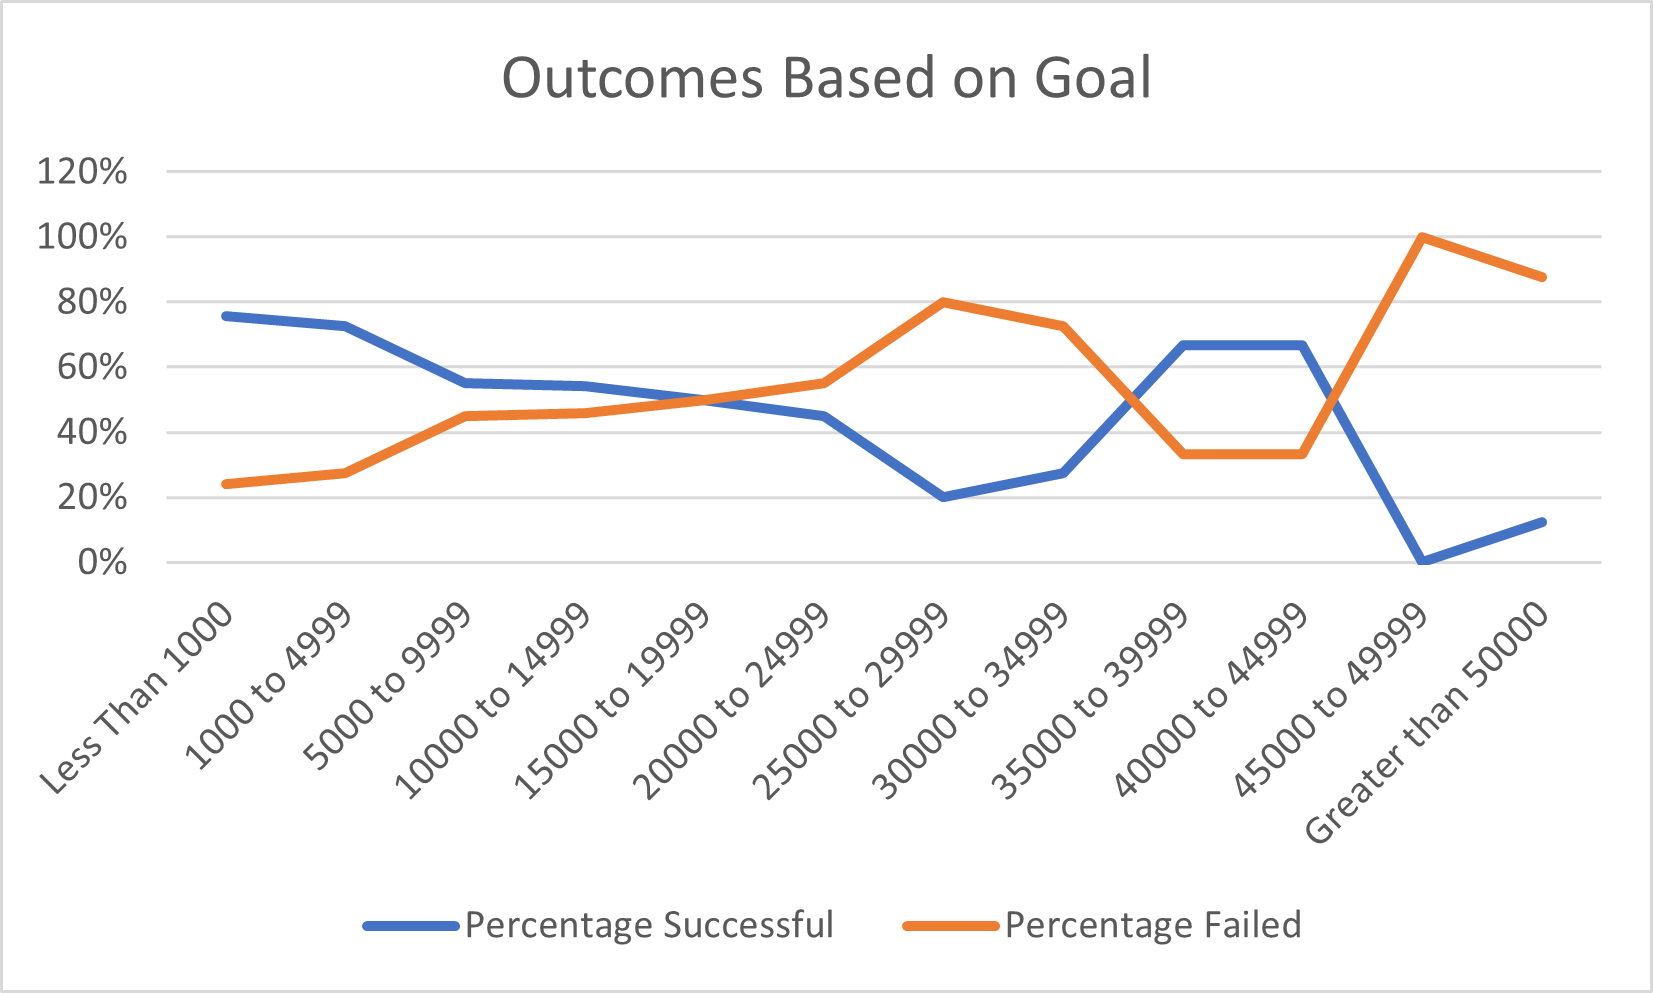 Outcomes Based on Goal
120%
100%
80%
60%
40%
20%
0%
Less Than 1000
1000 to 4999
5000 to 9999
10000 to 14999
15000 to 19999
20000 to 24999
25000 to 29999
30000 to 34999
35000 to 39999
40000 to 44999
45000 to 49999
Greater than 50000
Percentage Successful
Percentage Failed